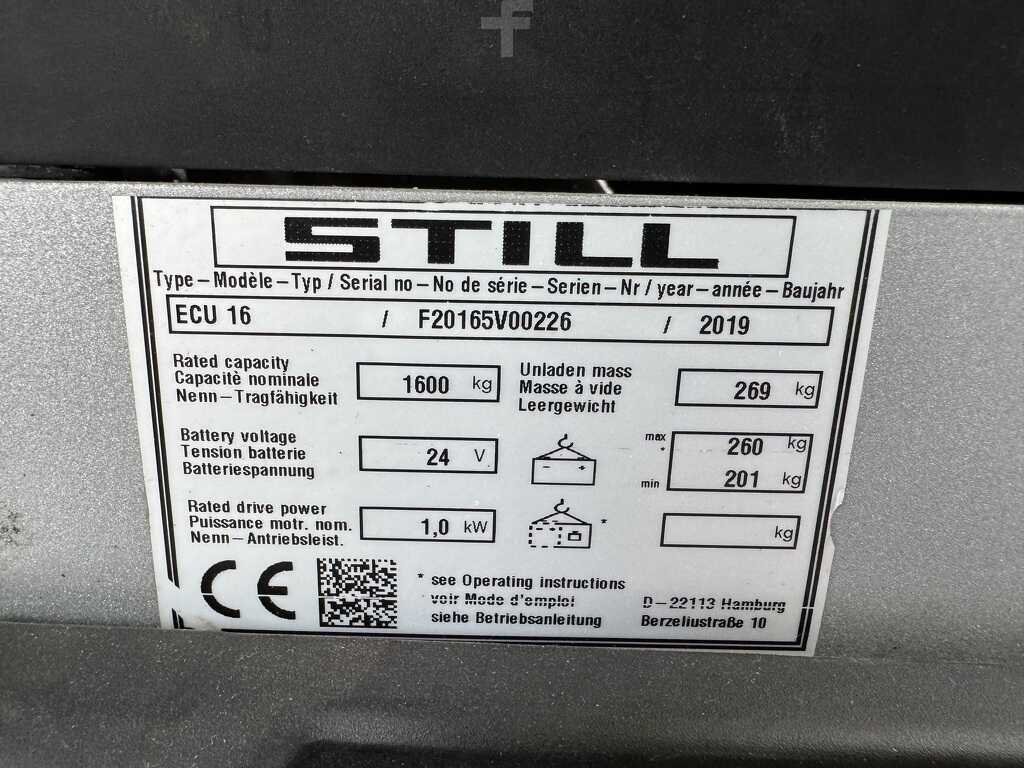 STILL
Type – Modèle – Typ / Serial no – No de série – Serien – Nr / year – année – Baujahr
ECU 16 / F20165V00226 / 2019
Rated capacity
Capacitè nominale
Nenn – Tragfähigkeit
1600 kg
Unladen mass
Masse à vide
Leergewicht
269 kg
Battery voltage
Tension batterie
Batteriespannung
24 V
- +
max
*
min
260 kg
201 kg
Rated drive power
Puissance motr. nom.
Nenn – Antriebsleist.
1,0 kW
*
kg
CE
* see Operating instructions
voir Mode d'emploi
siehe Betriebsanleitung
D – 22113 Hamburg
Berzeliustraße 10